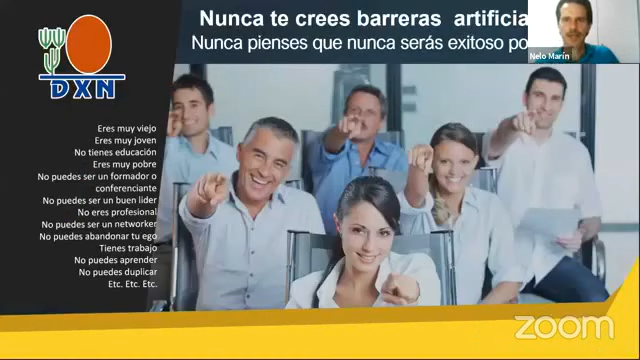 Nunca te crees barreras artificia
Nunca pienses que nunca serás exitoso po
Nelo Marín
DXN
Eres muy viejo
Eres muy joven
No tienes educación
Eres muy pobre
No puedes ser un formador o
conferenciante
No puedes ser un buen lider
No eres profesional
No puedes ser un networker
No puedes abandonar tu ego
Tienes trabajo
No puedes aprender
No puedes duplicar
Etc. Etc. Etc.
zoom